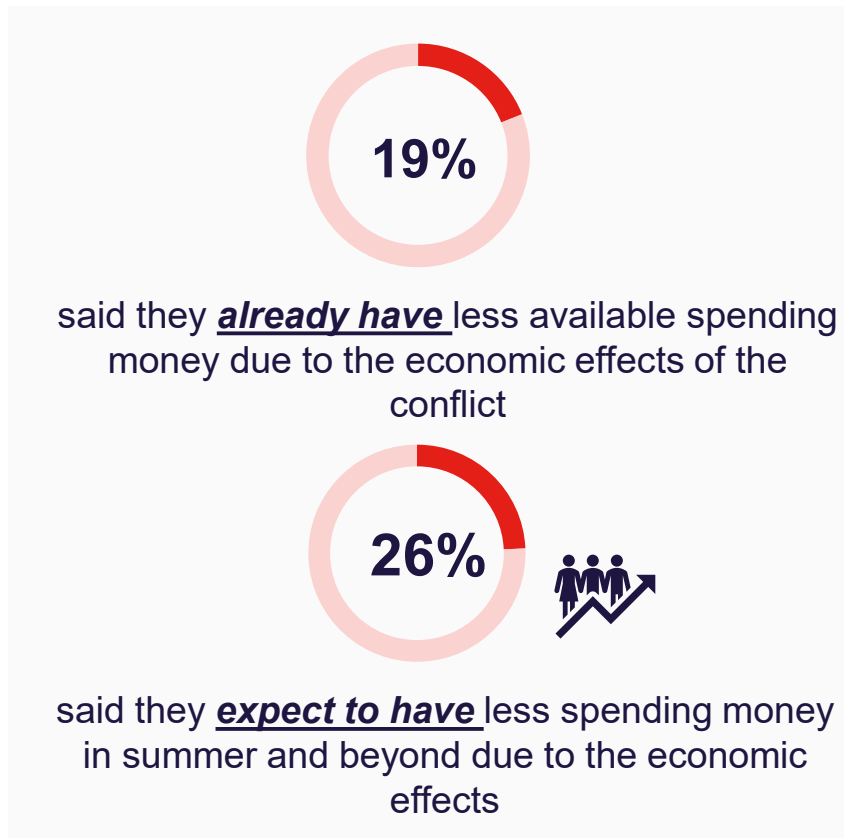 19%
said they already have less available spending
money due to the economic effects of the
conflict
26%
said they expect to have less spending money
in summer and beyond due to the economic
effects